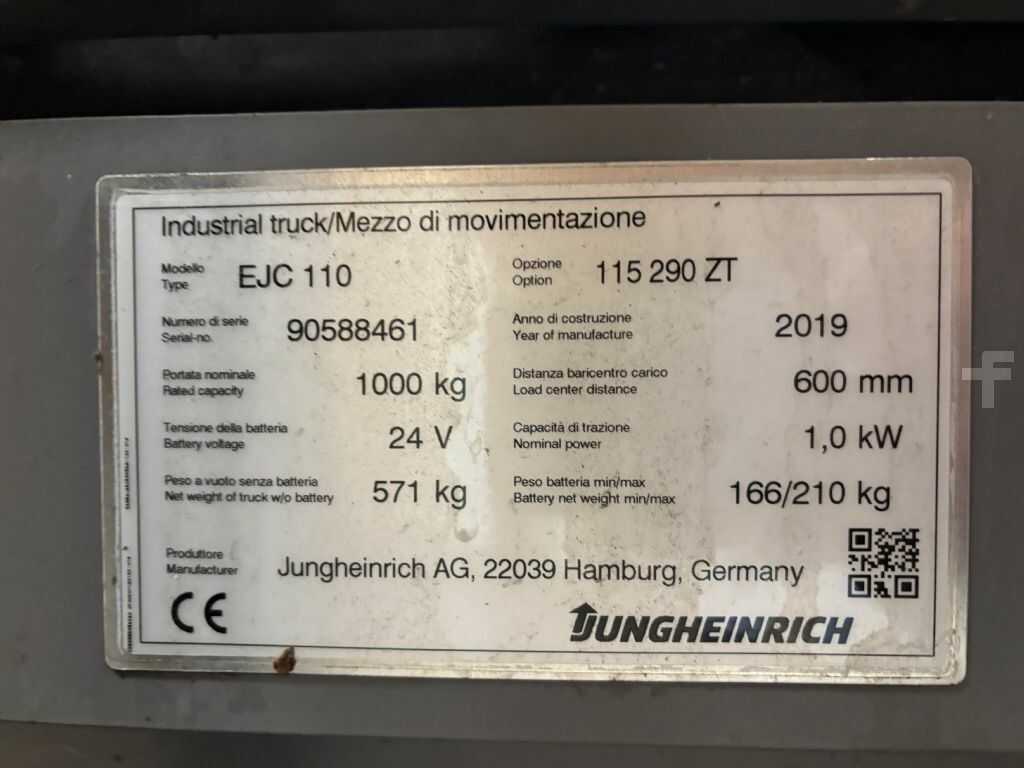 Industrial truck/Mezzo di movimentazione
Modello
Type
EJC 110
Opzione
Option
115 290 ZT
Numero di serie
Serial-no.
90588461
Anno di costruzione
Year of manufacture
2019
Portata nominale
Rated capacity
1000 kg
Distanza baricentro carico
Load center distance
600 mm
Tensione della batteria
Battery voltage
24 V
Capacità di trazione
Nominal power
1,0 kW
Peso a vuoto senza batteria
Net weight of truck w/o battery
571 kg
Peso batteria min/max
Battery net weight min/max
166/210 kg
Produttore
Manufacturer
Jungheinrich AG, 22039 Hamburg, Germany
CE
JUNGHEINRICH